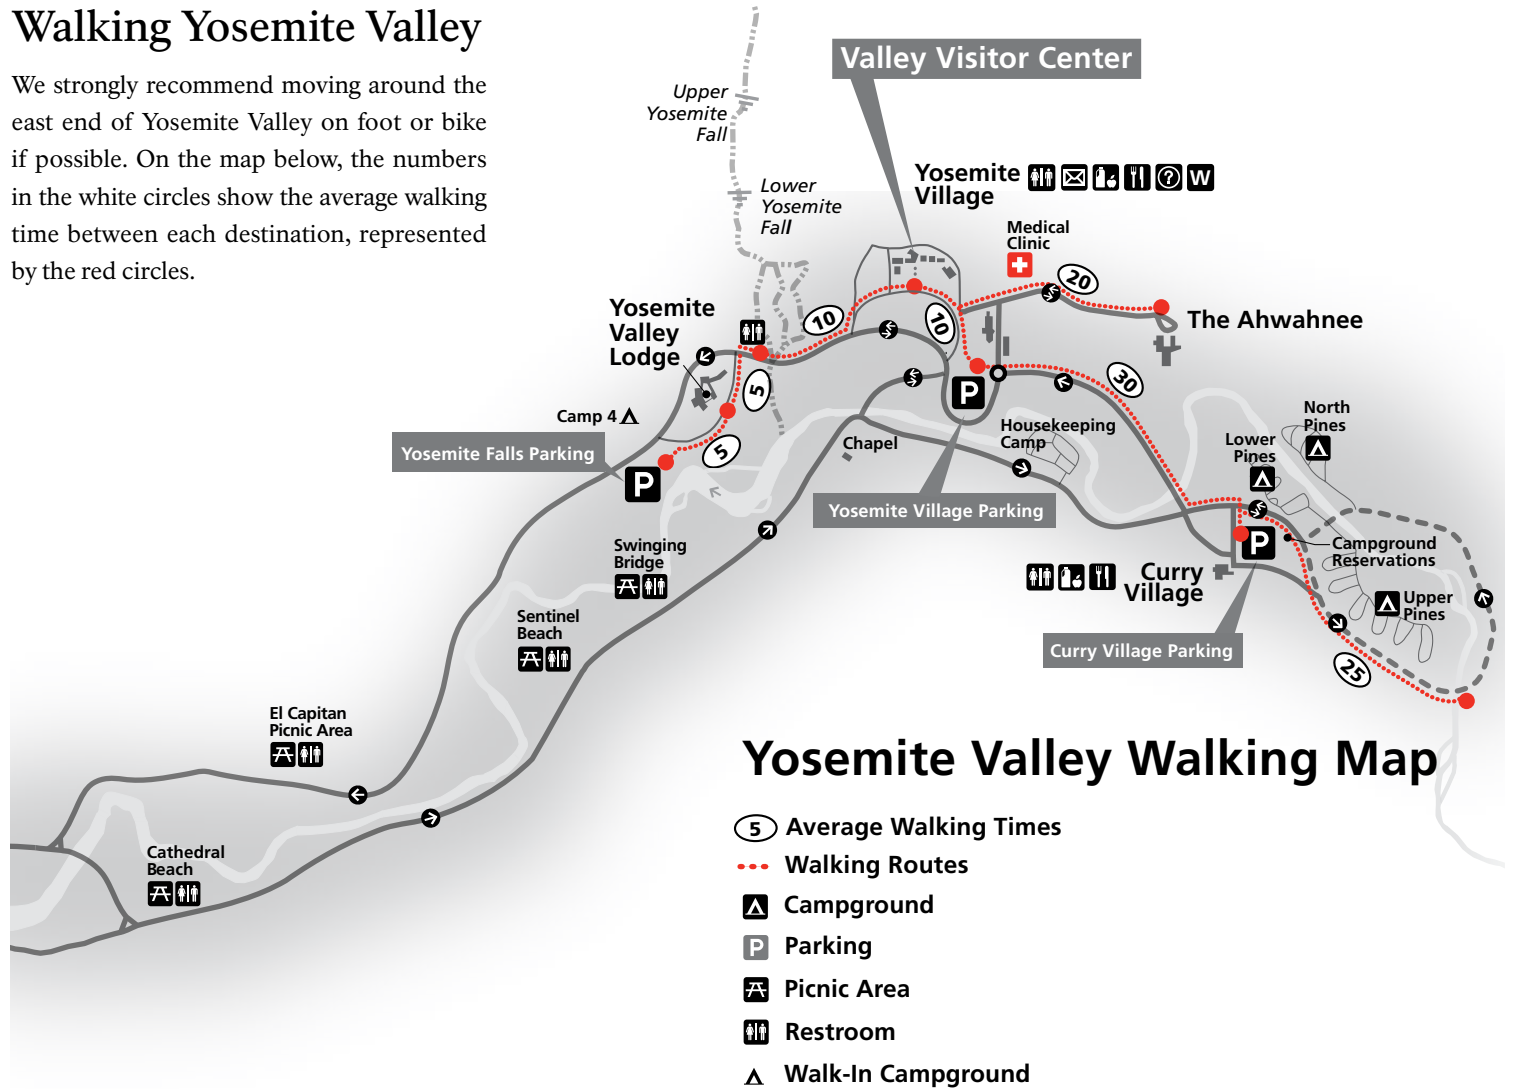 Walking Yosemite Valley
We strongly recommend moving around the
east end of Yosemite Valley on foot or bike
if possible. On the map below, the numbers
in the white circles show the average walking
time between each destination, represented
by the red circles.
Valley Visitor Center
Upper
Yosemite
Fall
Lower
Yosemite
Fall
Yosemite
Village
W
Medical
Clinic
20
The Ahwahnee
Yosemite
Valley
Lodge
10
10
5
5
30
Camp 4
Yosemite Falls Parking
P
P
Chapel
Housekeeping
Camp
Yosemite Village Parking
North
Pines
Lower
Pines
P
Campground
Reservations
Upper
Pines
Curry
Village
Curry Village Parking
25
Swinging
Bridge
Sentinel
Beach
El Capitan
Picnic Area
Cathedral
Beach
Yosemite Valley Walking Map
5 Average Walking Times
Walking Routes
Campground
P Parking
Picnic Area
Restroom
Walk-In Campground